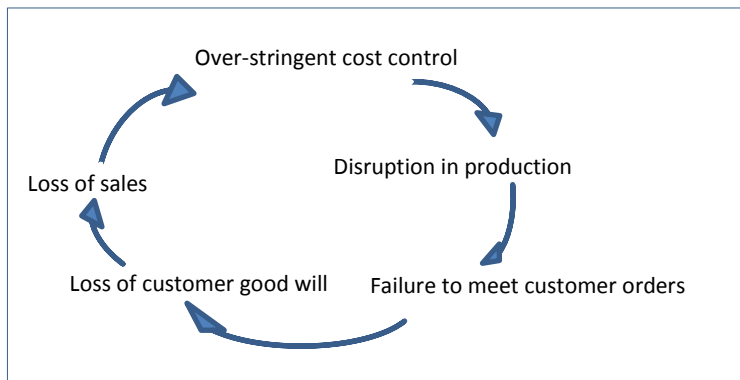 Over-stringent cost control
Disruption in production
Failure to meet customer orders
Loss of customer good will
Loss of sales